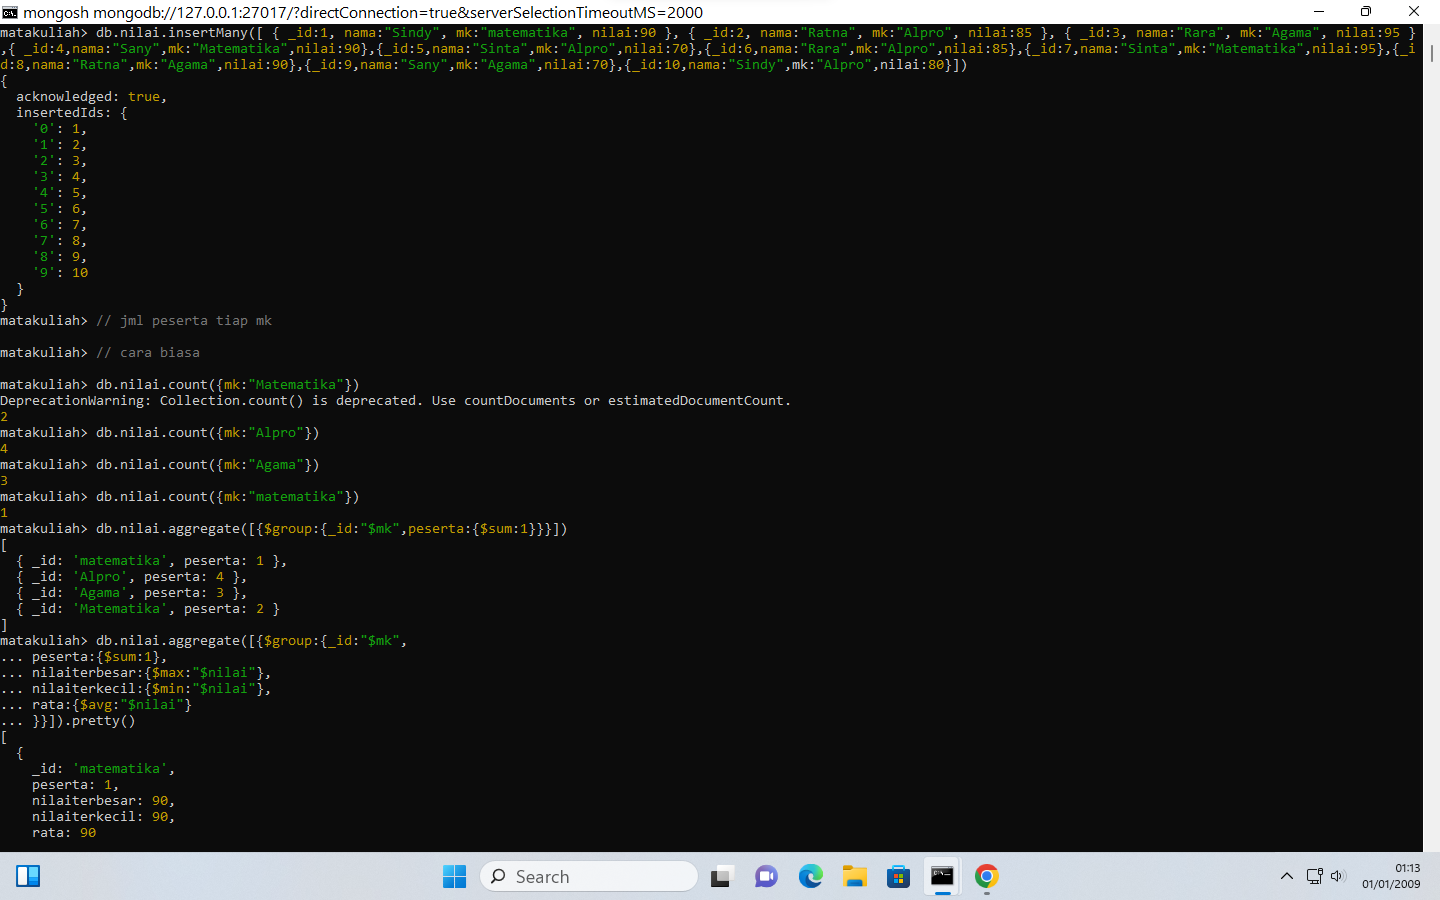 mongosh mongodb://127.0.0.1:27017/?directConnection=true&serverSelectionTimeoutMS=2000
matakuliah> db.nilai.insertMany([ { _id:1, nama:"Sindy", mk:"matematika", nilai:90 }, { _id:2, nama:"Ratna", mk:"Alpro", nilai:85 }, { _id:3, nama:"Rara", mk:"Agama", nilai:95 }
,{ _id:4,nama:"Sany",mk:"Matematika",nilai:90},{_id:5,nama:"Sinta",mk:"Alpro",nilai:70},{_id:6,nama:"Rara",mk:"Alpro",nilai:85},{_id:7,nama:"Sinta",mk:"Matematika",nilai:95},{_i
d:8,nama:"Ratna",mk:"Agama",nilai:90},{_id:9,nama:"Sany",mk:"Agama",nilai:70},{_id:10,nama:"Sindy",mk:"Alpro",nilai:80}])
{
  acknowledged: true,
  insertedIds: {
    '0': 1,
    '1': 2,
    '2': 3,
    '3': 4,
    '4': 5,
    '5': 6,
    '6': 7,
    '7': 8,
    '8': 9,
    '9': 10
  }
}
matakuliah> // jml peserta tiap mk
matakuliah> // cara biasa
matakuliah> db.nilai.count({mk:"Matematika"})
DeprecationWarning: Collection.count() is deprecated. Use countDocuments or estimatedDocumentCount.
2
matakuliah> db.nilai.count({mk:"Alpro"})
4
matakuliah> db.nilai.count({mk:"Agama"})
3
matakuliah> db.nilai.count({mk:"matematika"})
1
matakuliah> db.nilai.aggregate([{$group:{_id:"$mk",peserta:{$sum:1}}}])
[
  { _id: 'matematika', peserta: 1 },
  { _id: 'Alpro', peserta: 4 },
  { _id: 'Agama', peserta: 3 },
  { _id: 'Matematika', peserta: 2 }
]
matakuliah> db.nilai.aggregate([{$group:{_id:"$mk",
... peserta:{$sum:1},
... nilaiterbesar:{$max:"$nilai"},
... nilaiterkecil:{$min:"$nilai"},
... rata:{$avg:"$nilai"}
... }}]).pretty()
[
  {
    _id: 'matematika',
    peserta: 1,
    nilaiterbesar: 90,
    nilaiterkecil: 90,
    rata: 90
Search
01:13
01/01/2009